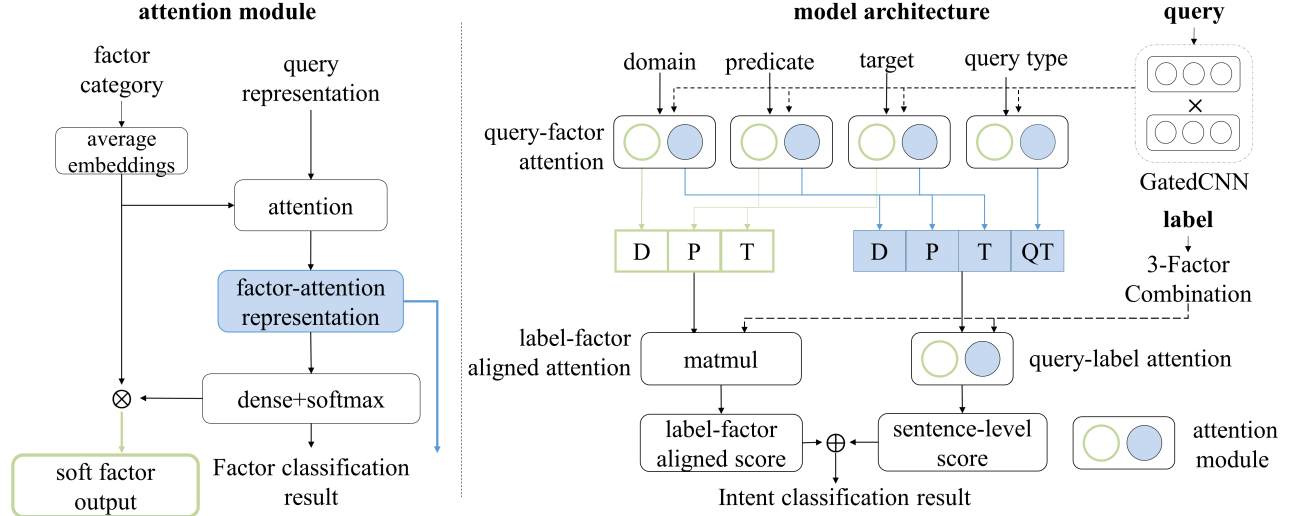 attention module
factor
category
query
representation
average
embeddings
attention
factor-attention
representation
dense+softmax
⊗
soft factor
output
Factor classification
result
model architecture
query
domain
predicate
target
query type
×
query-factor
attention
GatedCNN
label
D P T
D P T QT
3-Factor
Combination
label-factor
aligned attention
matmul
query-label attention
label-factor
aligned score
⊕
sentence-level
score
attention
module
Intent classification result